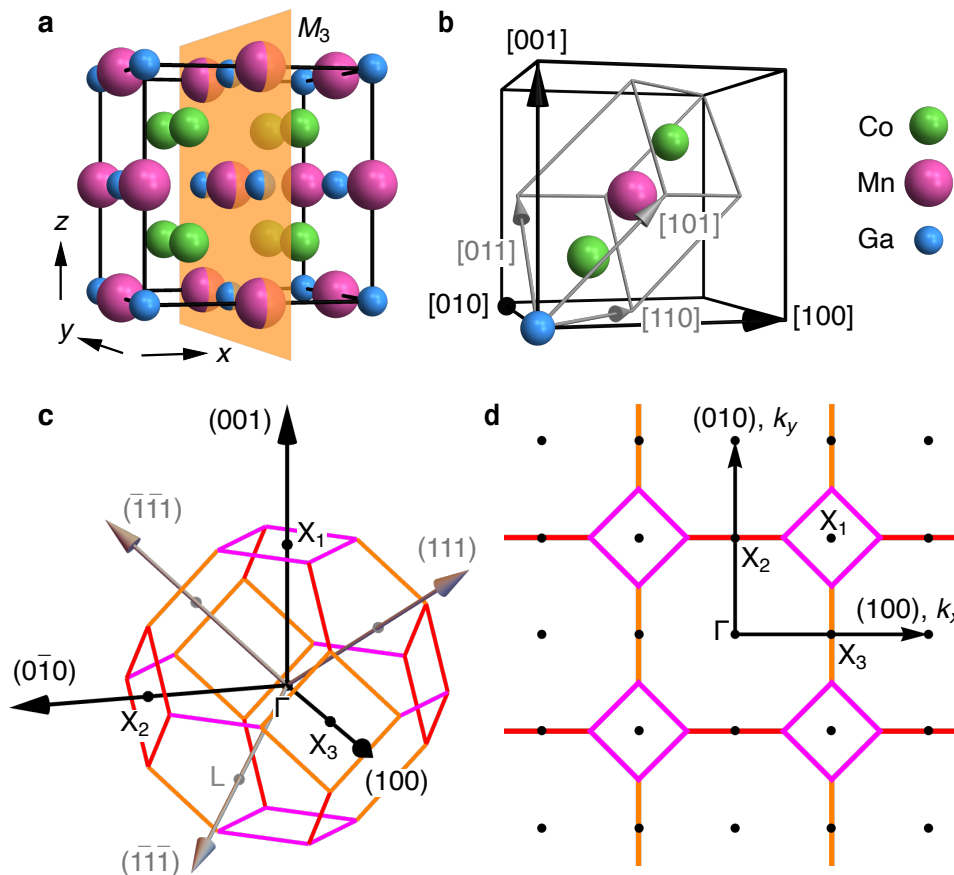 a
M₃
z
y
x
b
[001]
[011]
[101]
[010]
[110]
[100]
Co
Mn
Ga
c
(001)
(1̅1̅1)
X₁
(111)
(01̅0)
X₂
Γ
X₃
(100)
L
(1̅1̅1̅)
d
(010), kᵧ
X₁
X₂
(100), kₓ
Γ
X₃